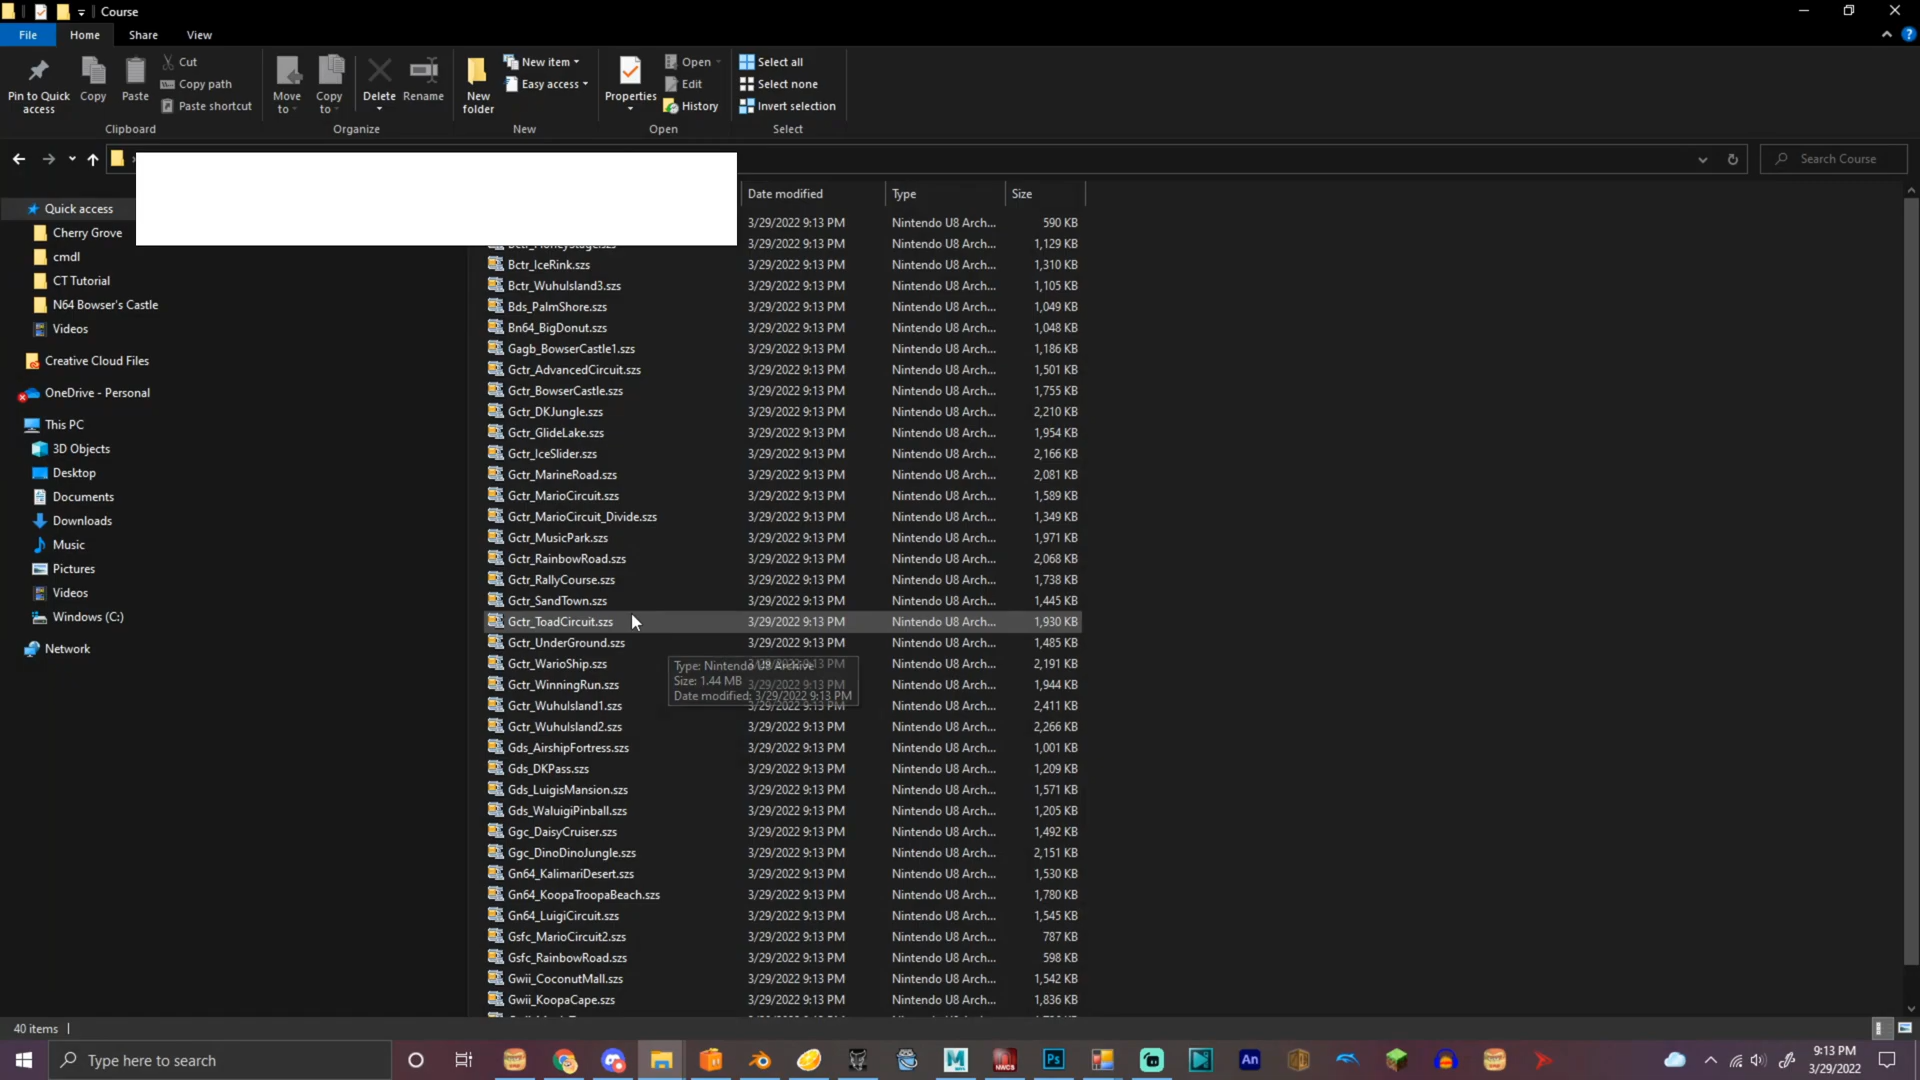 Course
File Home Share View
Pin to Quick access
Copy
Paste
Cut
Copy path
Paste shortcut
Clipboard
Move to
Copy to
Delete
Rename
Organize
New folder
New item
Easy access
New
Properties
Open
Edit
History
Open
Select all
Select none
Invert selection
Select
Search Course
Quick access
Cherry Grove
cmdl
CT Tutorial
N64 Bowser's Castle
Videos
Creative Cloud Files
OneDrive - Personal
This PC
3D Objects
Desktop
Documents
Downloads
Music
Pictures
Videos
Windows (C:)
Network
Date modified Type Size
3/29/2022 9:13 PM Nintendo U8 Arch... 590 KB
3/29/2022 9:13 PM Nintendo U8 Arch... 1,129 KB
Bctr_IceRink.szs 3/29/2022 9:13 PM Nintendo U8 Arch... 1,310 KB
Bctr_WuhuIsland3.szs 3/29/2022 9:13 PM Nintendo U8 Arch... 1,105 KB
Bds_PalmShore.szs 3/29/2022 9:13 PM Nintendo U8 Arch... 1,049 KB
Bn64_BigDonut.szs 3/29/2022 9:13 PM Nintendo U8 Arch... 1,048 KB
Gagb_BowserCastle1.szs 3/29/2022 9:13 PM Nintendo U8 Arch... 1,186 KB
Gctr_AdvancedCircuit.szs 3/29/2022 9:13 PM Nintendo U8 Arch... 1,501 KB
Gctr_BowserCastle.szs 3/29/2022 9:13 PM Nintendo U8 Arch... 1,755 KB
Gctr_DKJungle.szs 3/29/2022 9:13 PM Nintendo U8 Arch... 2,210 KB
Gctr_GlideLake.szs 3/29/2022 9:13 PM Nintendo U8 Arch... 1,954 KB
Gctr_IceSlider.szs 3/29/2022 9:13 PM Nintendo U8 Arch... 2,166 KB
Gctr_MarineRoad.szs 3/29/2022 9:13 PM Nintendo U8 Arch... 2,081 KB
Gctr_MarioCircuit.szs 3/29/2022 9:13 PM Nintendo U8 Arch... 1,589 KB
Gctr_MarioCircuit_Divide.szs 3/29/2022 9:13 PM Nintendo U8 Arch... 1,349 KB
Gctr_MusicPark.szs 3/29/2022 9:13 PM Nintendo U8 Arch... 1,971 KB
Gctr_RainbowRoad.szs 3/29/2022 9:13 PM Nintendo U8 Arch... 2,068 KB
Gctr_RallyCourse.szs 3/29/2022 9:13 PM Nintendo U8 Arch... 1,738 KB
Gctr_SandTown.szs 3/29/2022 9:13 PM Nintendo U8 Arch... 1,445 KB
Gctr_ToadCircuit.szs 3/29/2022 9:13 PM Nintendo U8 Arch... 1,930 KB
Gctr_UnderGround.szs 3/29/2022 9:13 PM Nintendo U8 Arch... 1,485 KB
Gctr_WarioShip.szs 3/29/2022 9:13 PM Nintendo U8 Arch... 2,191 KB
Gctr_WinningRun.szs 3/29/2022 9:13 PM Nintendo U8 Arch... 1,944 KB
Gctr_WuhuIsland1.szs 3/29/2022 9:13 PM Nintendo U8 Arch... 2,411 KB
Gctr_WuhuIsland2.szs 3/29/2022 9:13 PM Nintendo U8 Arch... 2,266 KB
Gds_AirshipFortress.szs 3/29/2022 9:13 PM Nintendo U8 Arch... 1,001 KB
Gds_DKPass.szs 3/29/2022 9:13 PM Nintendo U8 Arch... 1,209 KB
Gds_LuigisMansion.szs 3/29/2022 9:13 PM Nintendo U8 Arch... 1,571 KB
Gds_WaluigiPinball.szs 3/29/2022 9:13 PM Nintendo U8 Arch... 1,205 KB
Ggc_DaisyCruiser.szs 3/29/2022 9:13 PM Nintendo U8 Arch... 1,492 KB
Ggc_DinoDinoJungle.szs 3/29/2022 9:13 PM Nintendo U8 Arch... 2,151 KB
Gn64_KalimariDesert.szs 3/29/2022 9:13 PM Nintendo U8 Arch... 1,530 KB
Gn64_KoopaTroopaBeach.szs 3/29/2022 9:13 PM Nintendo U8 Arch... 1,780 KB
Gn64_LuigiCircuit.szs 3/29/2022 9:13 PM Nintendo U8 Arch... 1,545 KB
Gsfc_MarioCircuit2.szs 3/29/2022 9:13 PM Nintendo U8 Arch... 787 KB
Gsfc_RainbowRoad.szs 3/29/2022 9:13 PM Nintendo U8 Arch... 598 KB
Gwii_CoconutMall.szs 3/29/2022 9:13 PM Nintendo U8 Arch... 1,542 KB
Gwii_KoopaCape.szs 3/29/2022 9:13 PM Nintendo U8 Arch... 1,836 KB
Type: Nintendo U8 Archive
Size: 1.44 MB
Date modified: 3/29/2022 9:13 PM
40 items
Type here to search
M
NWCS
Ps
An
9:13 PM
3/29/2022